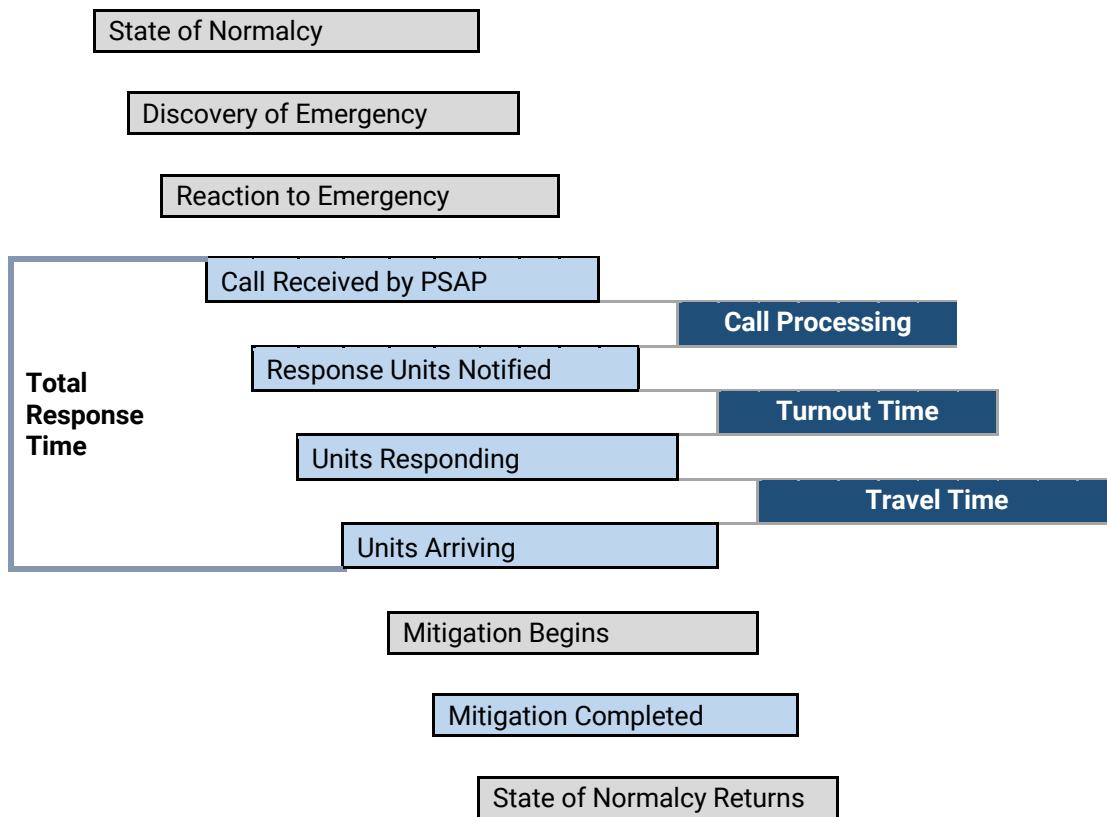 State of Normalcy
Discovery of Emergency
Reaction to Emergency
Call Received by PSAP
Call Processing
Response Units Notified
Total
Response
Time
Turnout Time
Units Responding
Travel Time
Units Arriving
Mitigation Begins
Mitigation Completed
State of Normalcy Returns